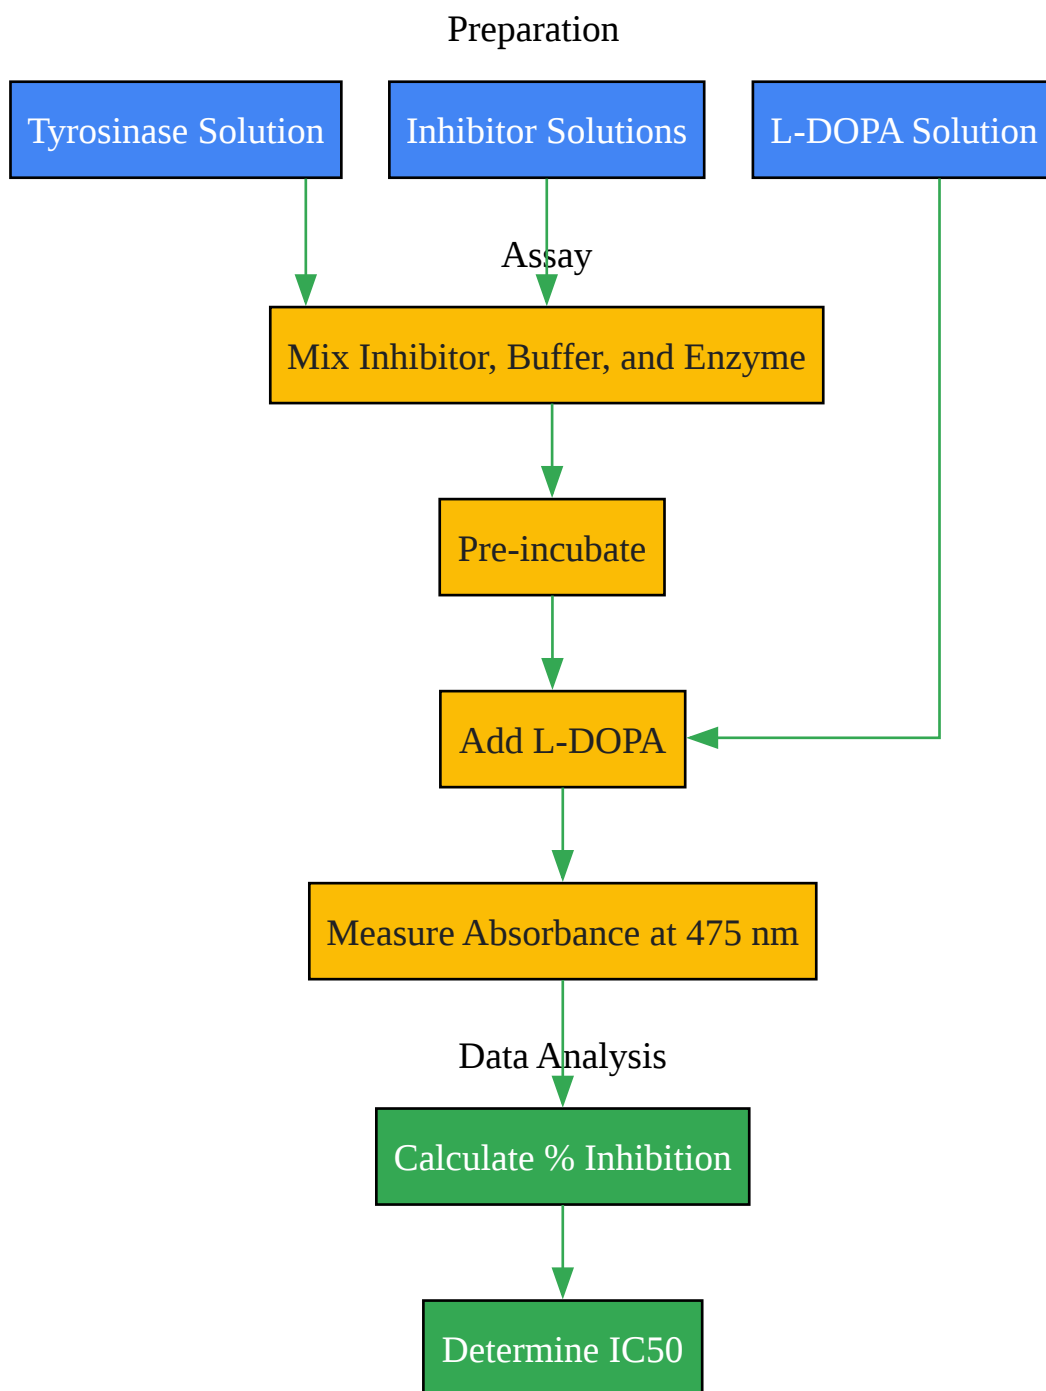 Preparation
Tyrosinase Solution
Inhibitor Solutions
L-DOPA Solution
Assay
Mix Inhibitor, Buffer, and Enzyme
Pre-incubate
Add L-DOPA
Measure Absorbance at 475 nm
Data Analysis
Calculate % Inhibition
Determine IC50